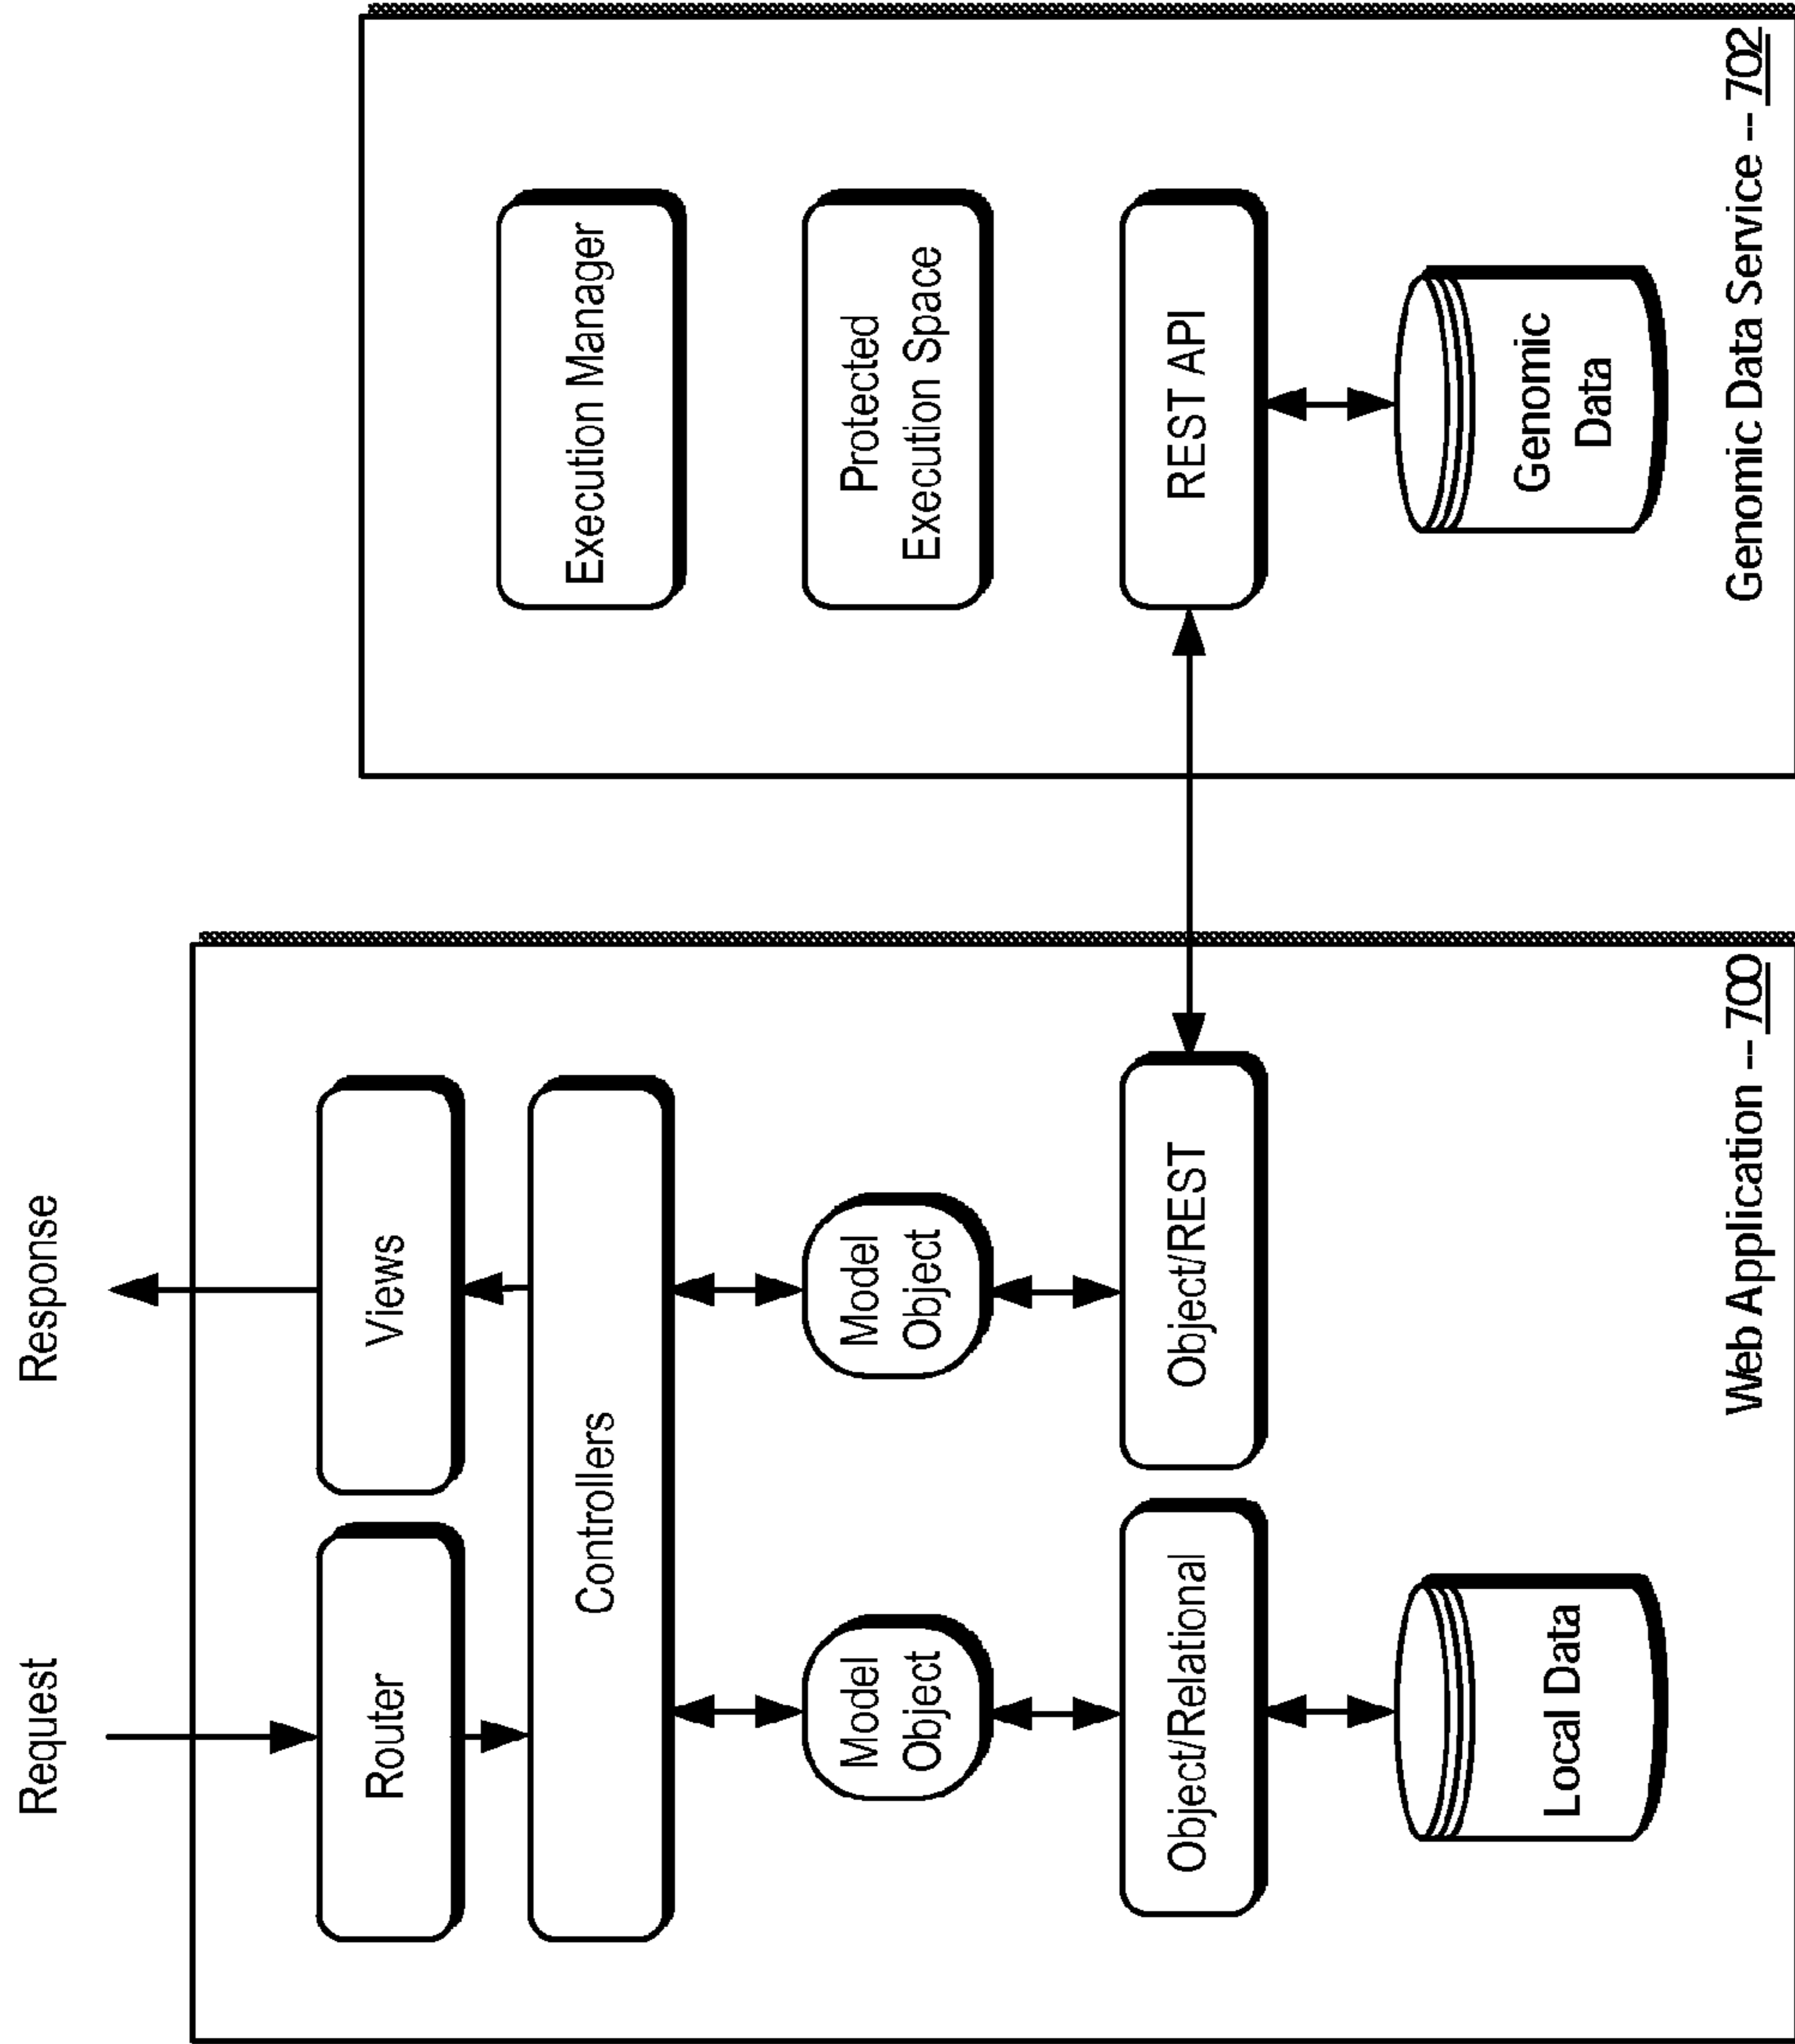 Request
Response
Router
Views
Execution Manager
Controllers
Model
Object
Model
Object
Protected
Execution Space
Object/Relational
Object/REST
REST API
Local Data
Genomic
Data
Web Application -- 700
Genomic Data Service -- 702